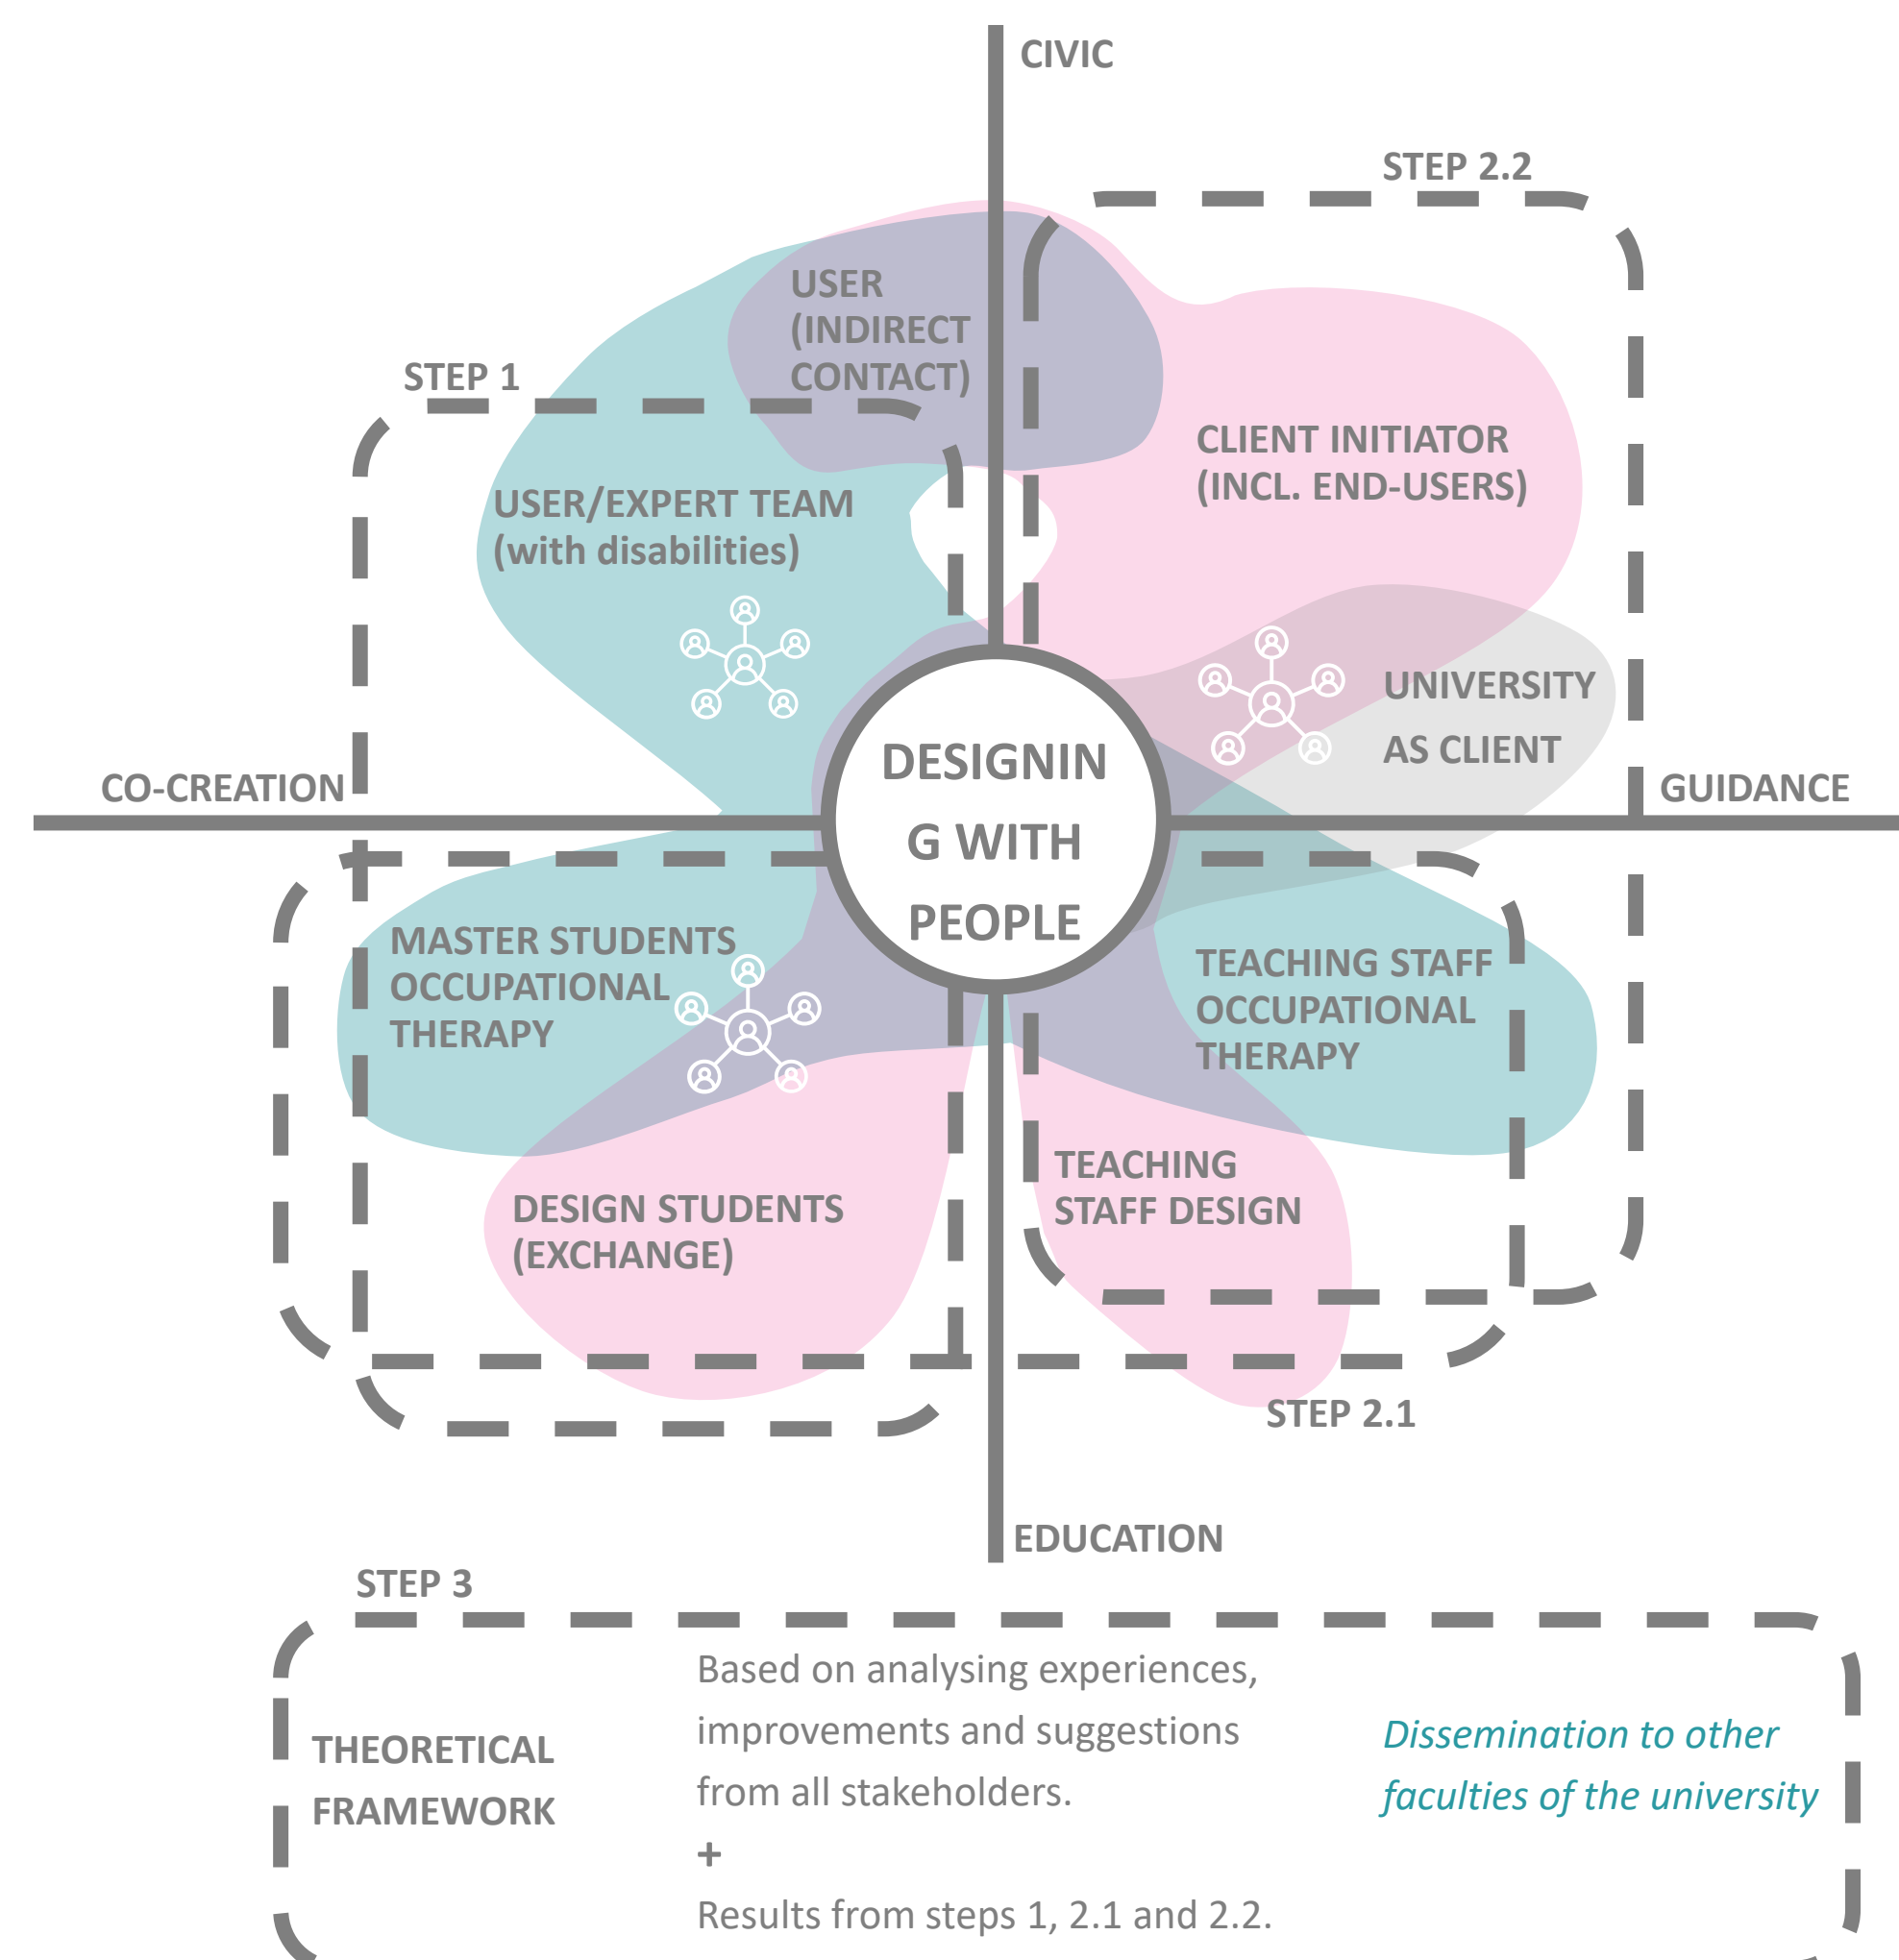 CIVIC
STEP 2.2
USER
(INDIRECT
CONTACT)
STEP 1
CLIENT INITIATOR
(INCL. END-USERS)
USER/EXPERT TEAM
(with disabilities)
UNIVERSITY
AS CLIENT
CO-CREATION
GUIDANCE
DESIGNIN
G WITH
PEOPLE
MASTER STUDENTS
OCCUPATIONAL
THERAPY
TEACHING STAFF
OCCUPATIONAL
THERAPY
DESIGN STUDENTS
(EXCHANGE)
TEACHING
STAFF DESIGN
STEP 2.1
EDUCATION
STEP 3
THEORETICAL
FRAMEWORK
Based on analysing experiences,
improvements and suggestions
from all stakeholders.
+
Results from steps 1, 2.1 and 2.2.
Dissemination to other
faculties of the university